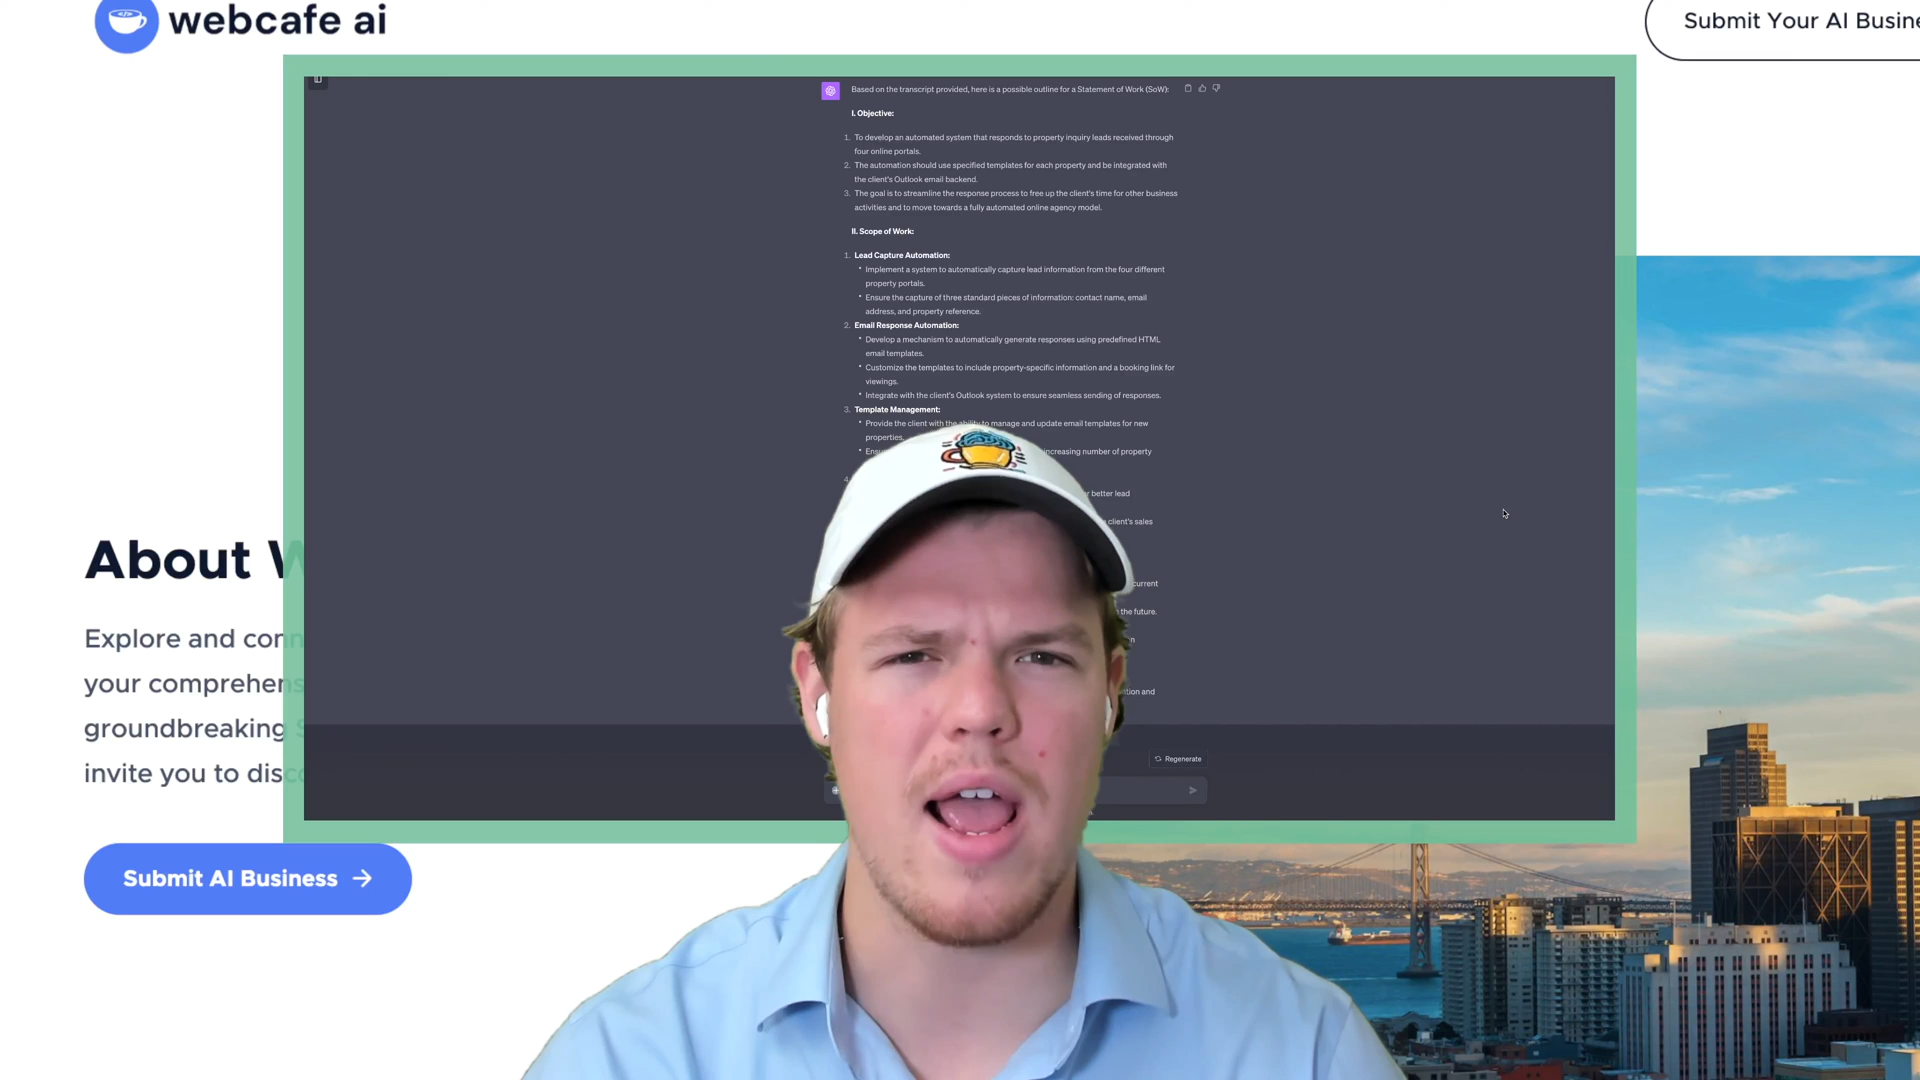 webcafe ai
Submit Your AI Busine
Based on the transcript provided, here is a possible outline for a Statement of Work (SoW):
I. Objective:
1. To develop an automated system that responds to property inquiry leads received through
four online portals.
2. The automation should use specified templates for each property and be integrated with
the client's Outlook email backend.
3. The goal is to streamline the response process to free up the client's time for other business
activities and to move towards a fully automated online agency model.
II. Scope of Work:
1. Lead Capture Automation:
• Implement a system to automatically capture lead information from the four different
property portals.
• Ensure the capture of three standard pieces of information: contact name, email
address, and property reference.
2. Email Response Automation:
• Develop a mechanism to automatically generate responses using predefined HTML
email templates.
• Customize the templates to include property-specific information and a booking link for
viewings.
• Integrate with the client's Outlook system to ensure seamless sending of responses.
3. Template Management:
• Provide the client with the ability to manage and update email templates for new
properties.
• increasing number of property
4.
better lead
client's sales
current
the future.
and
Regenerate
About
Explore and
your
groundbreaking
invite you to
Submit AI Business